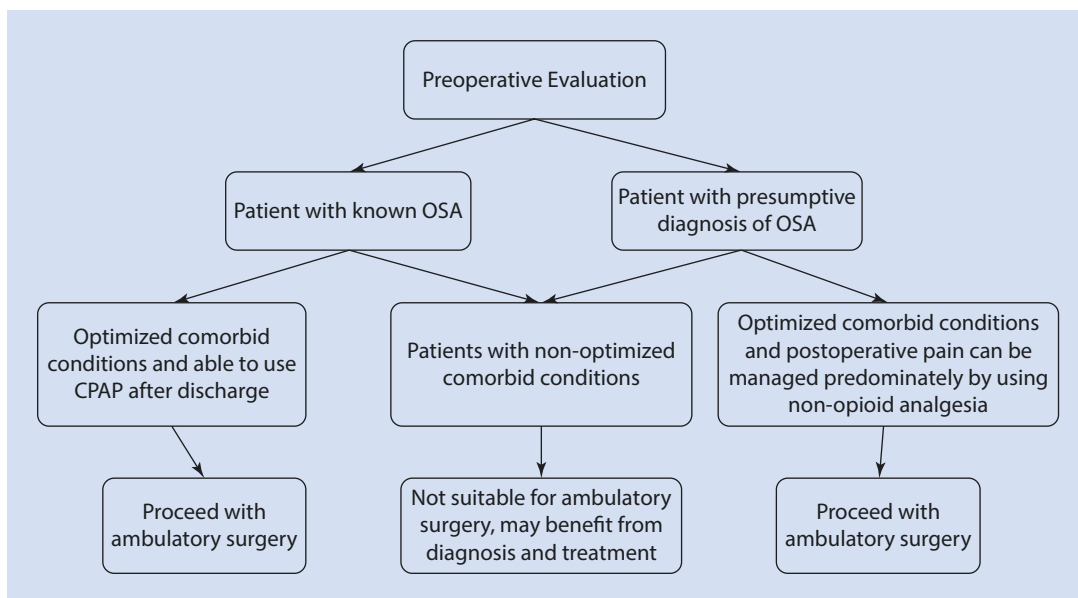 Preoperative Evaluation
Patient with known OSA
Patient with presumptive
diagnosis of OSA
Optimized comorbid
conditions and able to use
CPAP after discharge
Patients with non-optimized
comorbid conditions
Optimized comorbid conditions
and postoperative pain can be
managed predominately by using
non-opioid analgesia
Proceed with
ambulatory surgery
Not suitable for ambulatory
surgery, may benefit from
diagnosis and treatment
Proceed with
ambulatory surgery